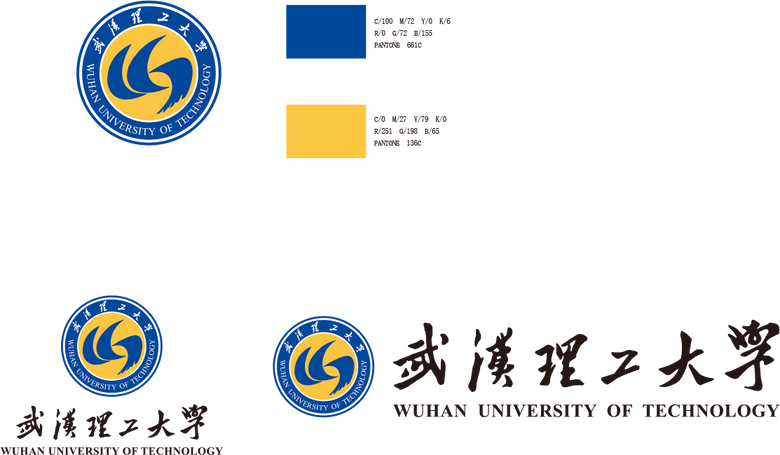 武漢理工大學
WUHAN UNIVERSITY OF TECHNOLOGY
C/100 M/72 Y/0 K/6
R/0 G/72 B/155
PANTONE 661C
C/0 M/27 Y/79 K/0
R/251 G/198 B/65
PANTONE 136C
武漢理工大學
WUHAN UNIVERSITY OF TECHNOLOGY
武漢理工大學
WUHAN UNIVERSITY OF TECHNOLOGY
武漢理工大學
WUHAN UNIVERSITY OF TECHNOLOGY
武漢理工大學
WUHAN UNIVERSITY OF TECHNOLOGY